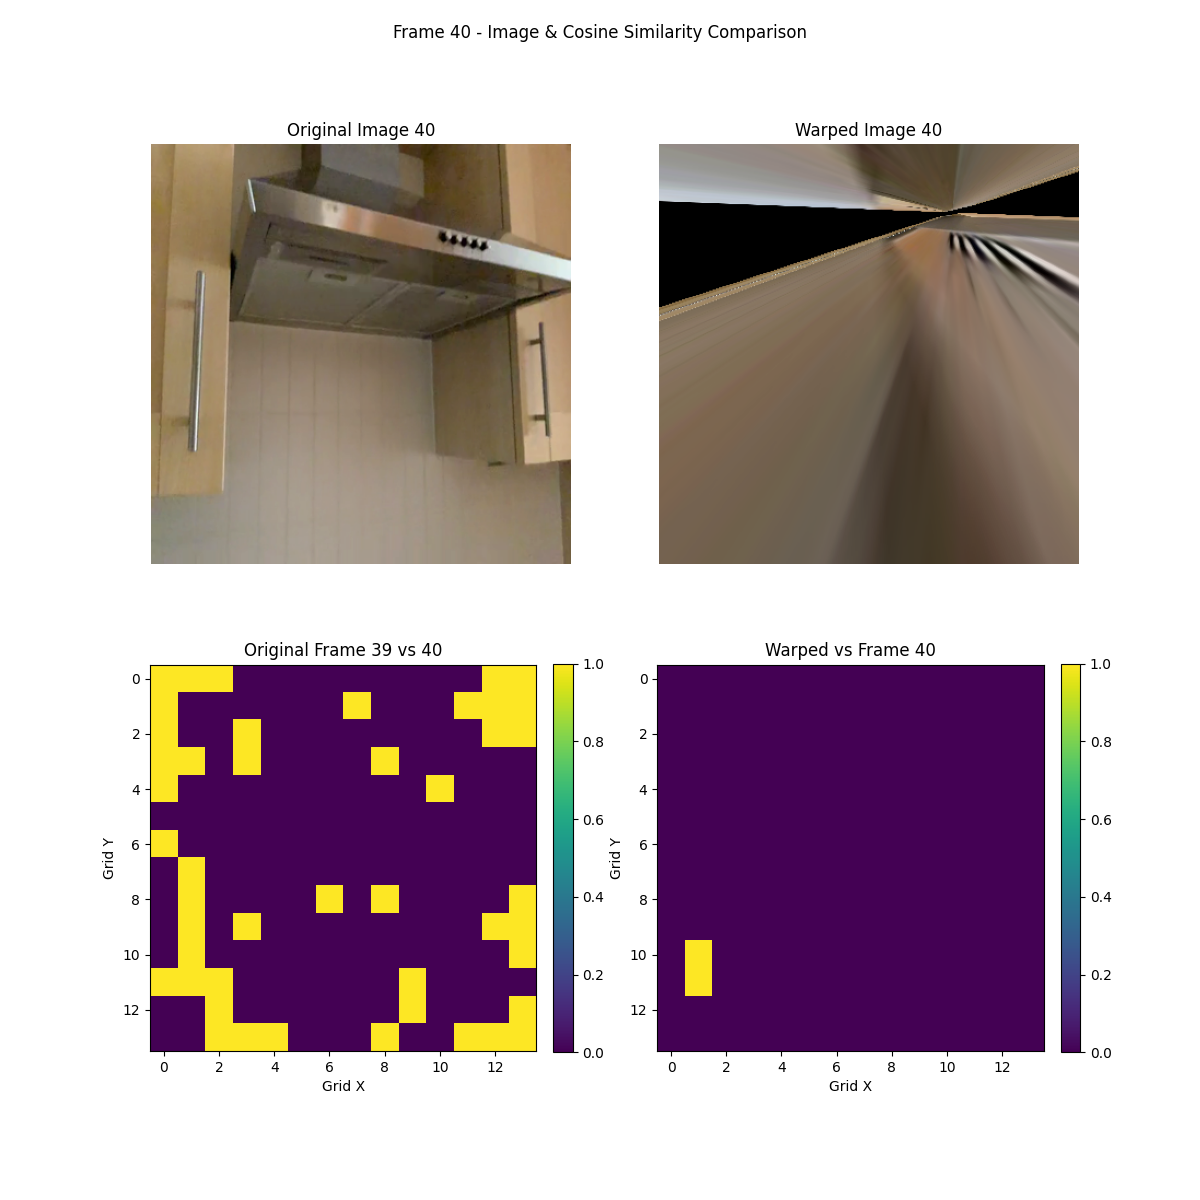 Frame 40 - Image & Cosine Similarity Comparison
Original Image 40
Warped Image 40
Original Frame 39 vs 40
Warped vs Frame 40
0
2
4
6
8
10
12
Grid Y
0 2 4 6 8 10 12
Grid X
1.0
0.8
0.6
0.4
0.2
0.0
0
2
4
6
8
10
12
Grid Y
0 2 4 6 8 10 12
Grid X
1.0
0.8
0.6
0.4
0.2
0.0